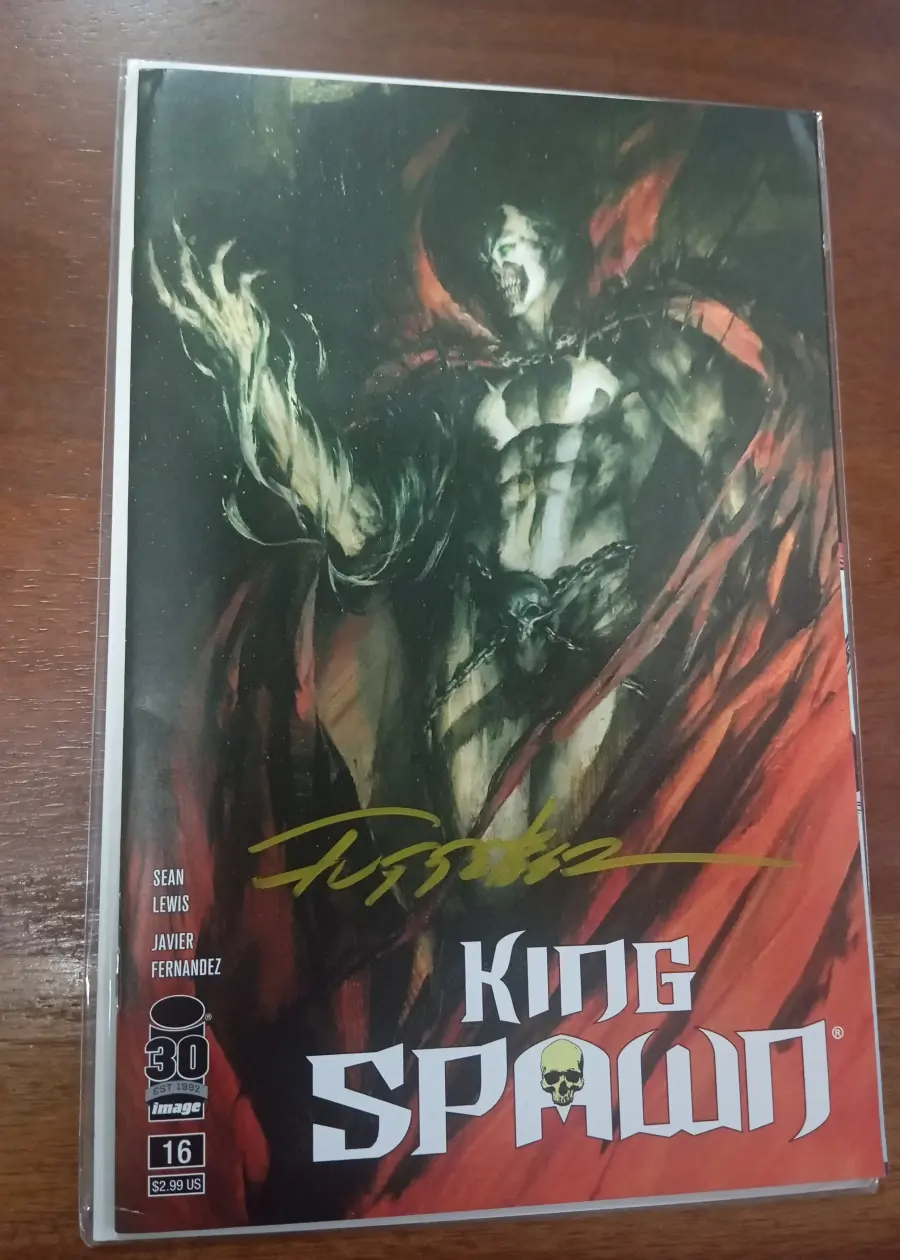 SEAN
LEWIS
JAVIER
FERNANDEZ
KING
SPAWN®
30
EST 1992
image®
16
$2.99 US